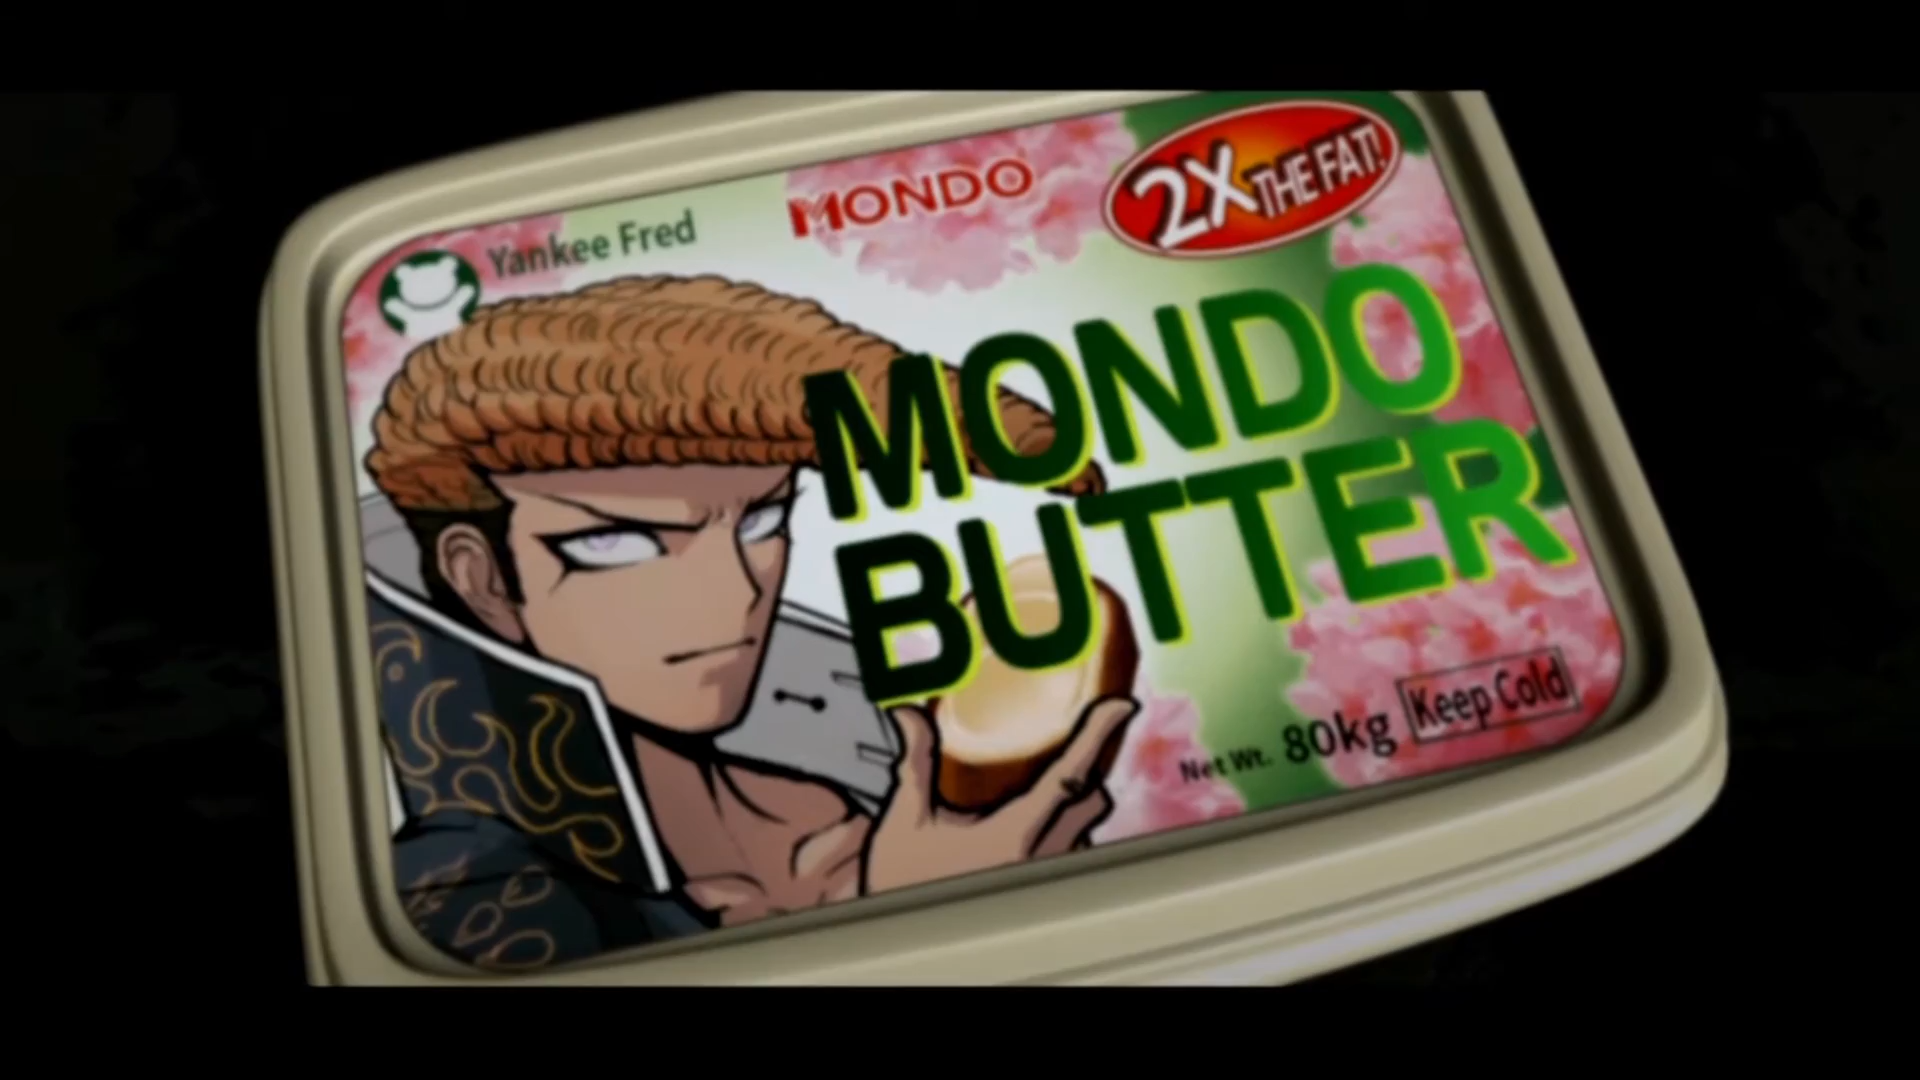 Yankee Fred
MONDO
2X THE FAT!
MONDO
BUTTER
Net Wt. 80kg
Keep Cold